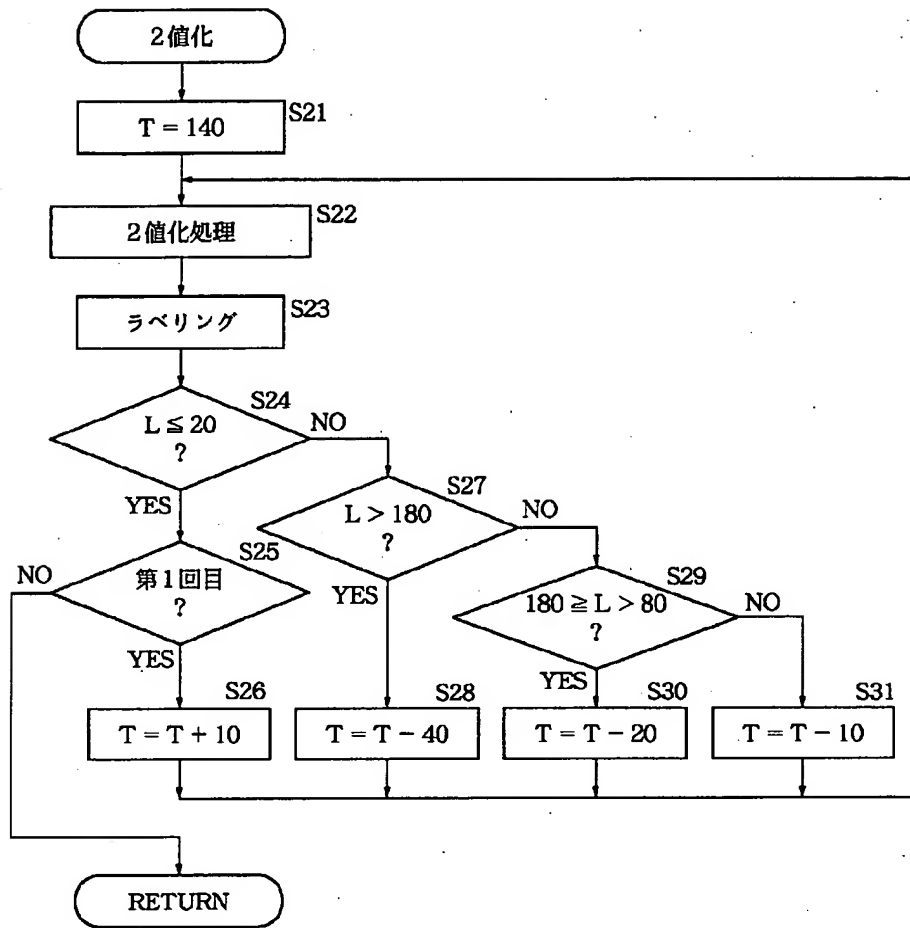 2値化
S21
T = 140
S22
2値化処理
S23
ラベリング
S24
L ≦ 20
?
NO
YES
S27
L > 180
?
NO
YES
S25
第1回目
?
NO
YES
S29
180 ≧ L > 80
?
NO
YES
S26
T = T + 10
S28
T = T − 40
S30
T = T − 20
S31
T = T − 10
RETURN